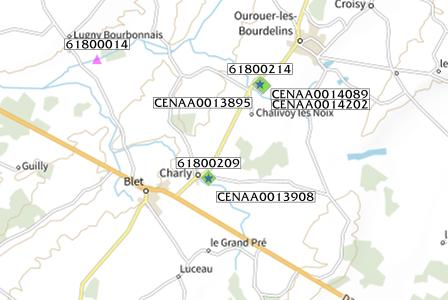 Croisy
Ourouer-les-
Bourdelins
Lugny Bourbonnais
61800014
le
61800214
CENAA0014089
CENAA0013895
CENAA0014202
Chalivoy les Noix
61800209
Guilly
Charly
Blet
CENAA0013908
le Grand Pré
Luceau